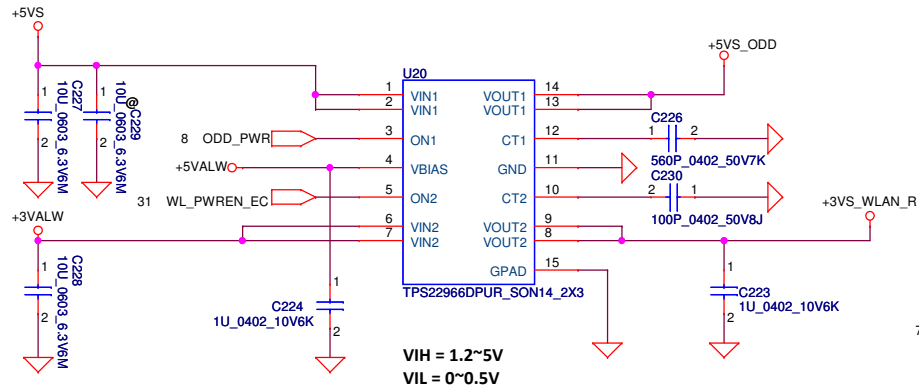 +5VS
1
2
C227
10U_0603_6.3V6M
@
1
2
C229
10U_0603_6.3V6M
8 ODD_PWR
+5VALW
31 WL_PWREN_EC
+3VALW
1
2
C228
10U_0603_6.3V6M
1
2
C224
1U_0402_10V6K
U20
1 VIN1 VOUT1 14
2 VIN1 VOUT1 13
3 ON1 CT1 12
4 VBIAS GND 11
5 ON2 CT2 10
6 VIN2 VOUT2 9
7 VIN2 VOUT2 8
GPAD 15
TPS22966DPUR_SON14_2X3
+5VS_ODD
C226
1 2
560P_0402_50V7K
C230
2 1
100P_0402_50V8J
+3VS_WLAN_R
1
2
C223
1U_0402_10V6K
7
VIH = 1.2~5V
VIL = 0~0.5V